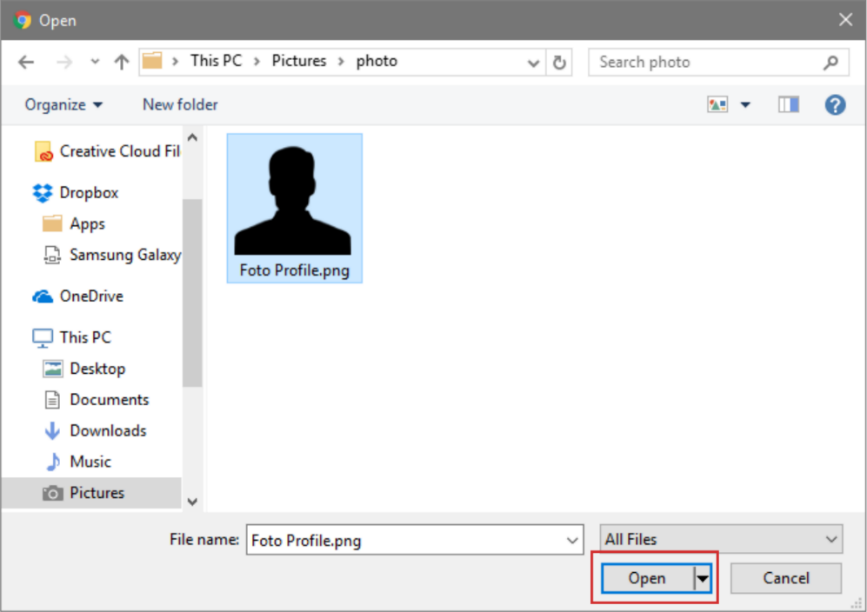 Open
This PC > Pictures > photo
Search photo
Organize
New folder
Creative Cloud Fil
Dropbox
Apps
Samsung Galaxy
OneDrive
This PC
Desktop
Documents
Downloads
Music
Pictures
Foto Profile.png
File name: Foto Profile.png
All Files
Open
Cancel